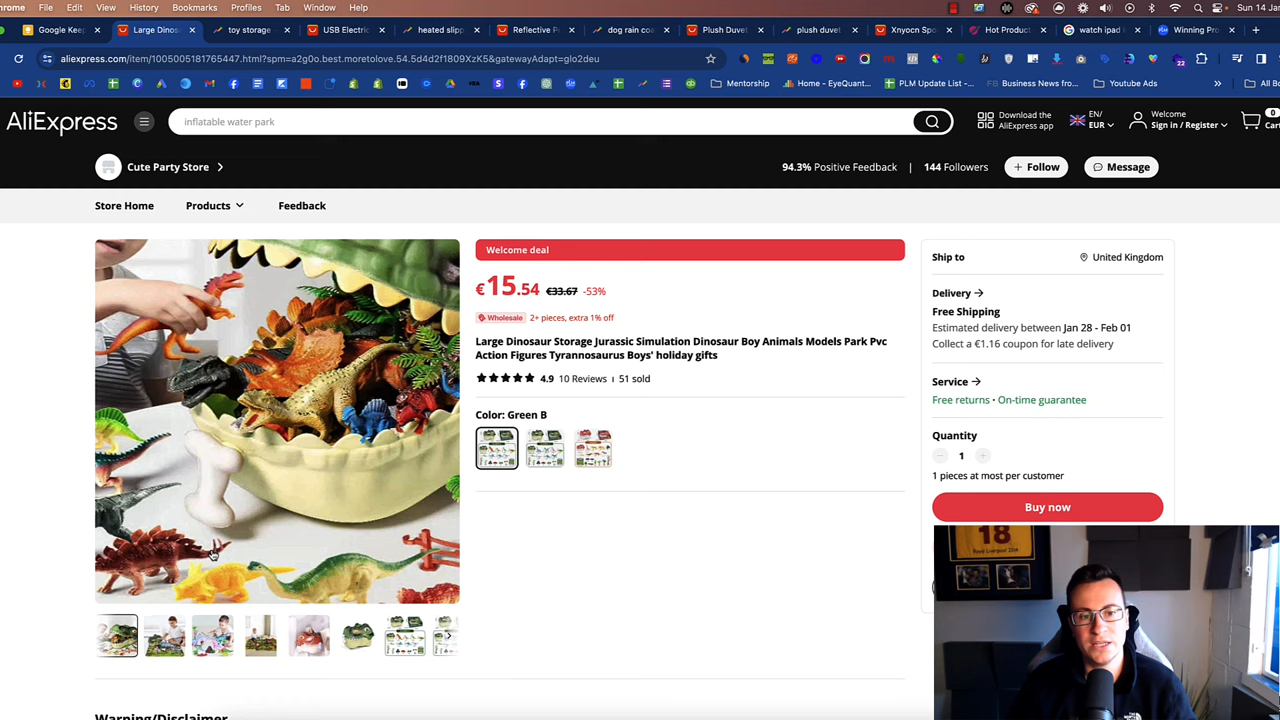 hrome File Edit View History Bookmarks Profiles Tab Window Help Sun 14 Jan
Google Keep Large Dinos toy storage USB Electric heated slipp Reflective P dog rain coa Plush Duvet plush duvet Xnyocn Spo Hot Product watch ipad Winning Pro
aliexpress.com/item/1005005181765447.html?spm=a2g0o.best.moretolove.54.5d4d2f1809XzK5&gatewayAdapt=glo2deu
Mentorship Home - EyeQuant... PLM Update List -... Business News from... Youtube Ads All Bo
AliExpress inflatable water park Download the AliExpress app EN/ EUR Welcome Sign in / Register 0 Cart
Cute Party Store 94.3% Positive Feedback | 144 Followers + Follow Message
Store Home Products Feedback
Welcome deal
€15.54 €33.67 -53%
Wholesale 2+ pieces, extra 1% off
Large Dinosaur Storage Jurassic Simulation Dinosaur Boy Animals Models Park Pvc
Action Figures Tyrannosaurus Boys' holiday gifts
4.9 10 Reviews 51 sold
Color: Green B
Ship to United Kingdom
Delivery
Free Shipping
Estimated delivery between Jan 28 - Feb 01
Collect a €1.16 coupon for late delivery
Service
Free returns • On-time guarantee
Quantity
1
1 pieces at most per customer
Buy now
18
Warning/Disclaimer